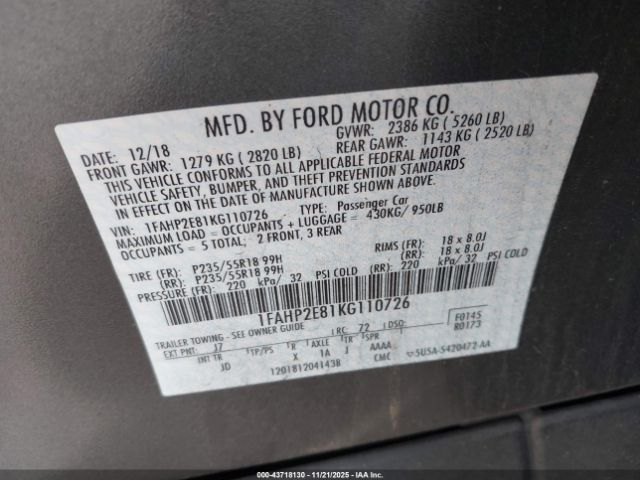 MFD. BY FORD MOTOR CO.
DATE: 12/18 GVWR: 2386 KG ( 5260 LB)
FRONT GAWR: 1279 KG ( 2820 LB) REAR GAWR: 1143 KG ( 2520 LB)
THIS VEHICLE CONFORMS TO ALL APPLICABLE FEDERAL MOTOR
VEHICLE SAFETY, BUMPER, AND THEFT PREVENTION STANDARDS
IN EFFECT ON THE DATE OF MANUFACTURE SHOWN ABOVE.
VIN: 1FAHP2E81KG110726 TYPE: Passenger Car
MAXIMUM LOAD = OCCUPANTS + LUGGAGE = 430KG/ 950LB
OCCUPANTS = 5 TOTAL; 2 FRONT, 3 REAR
TIRE (FR): P235/55R18 99H RIMS (FR): 18 x 8.0J
(RR): P235/55R18 99H (RR): 18 x 8.0J
PRESSURE (FR): 220 kPa/ 32 PSI COLD (RR): 220 kPa/ 32 PSI COLD
1FAHP2E81KG110726
TRAILER TOWING - SEE OWNER GUIDE RC: 72 DSO: F0145
EXT PNT: J7 R0173
INT TR TP/PS R AXLE TR SPR
JD X 1A J AAAA
120181204143B CMC 5U5A-5420472-AA
000-43718130 - 11/21/2025 - IAA Inc.